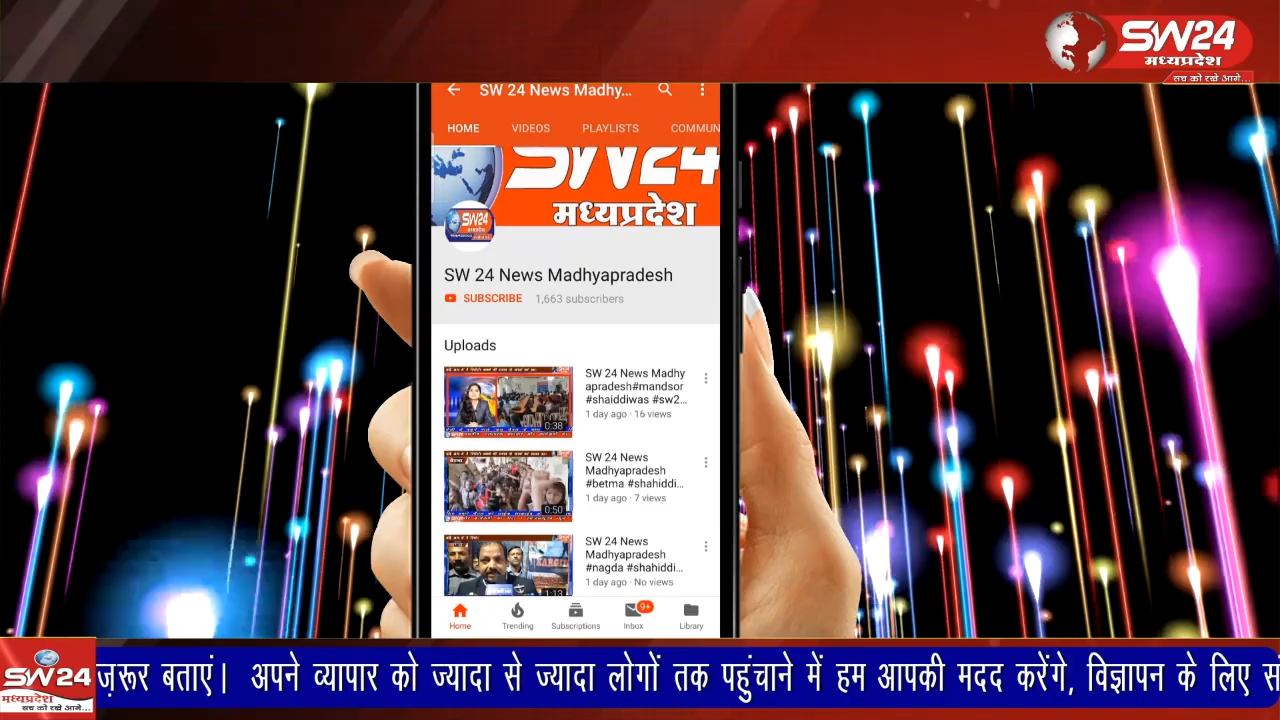 SW24
मध्यप्रदेश
सच को रखे आगे...
SW 24 News Madhy...
HOME VIDEOS PLAYLISTS COMMUN
SW24
मध्यप्रदेश
SW24
SW 24 News Madhyapradesh
SUBSCRIBE 1,663 subscribers
Uploads
SW 24 News Madhy
apradesh#mandsor
#shaiddiwas #sw2...
1 day ago · 16 views
0:38
SW 24 News
Madhyapradesh
#betma #shahiddi...
1 day ago · 7 views
0:50
SW 24 News
Madhyapradesh
#nagda #shahiddi...
1 day ago · No views
1:13
Home Trending Subscriptions Inbox Library
9+
SW24
मध्यप्रदेश
सच को रखे आगे...
ज़रूर बताएं। अपने व्यापार को ज्यादा से ज्यादा लोगों तक पहुंचाने में हम आपकी मदद करेंगे, विज्ञापन के लिए सं